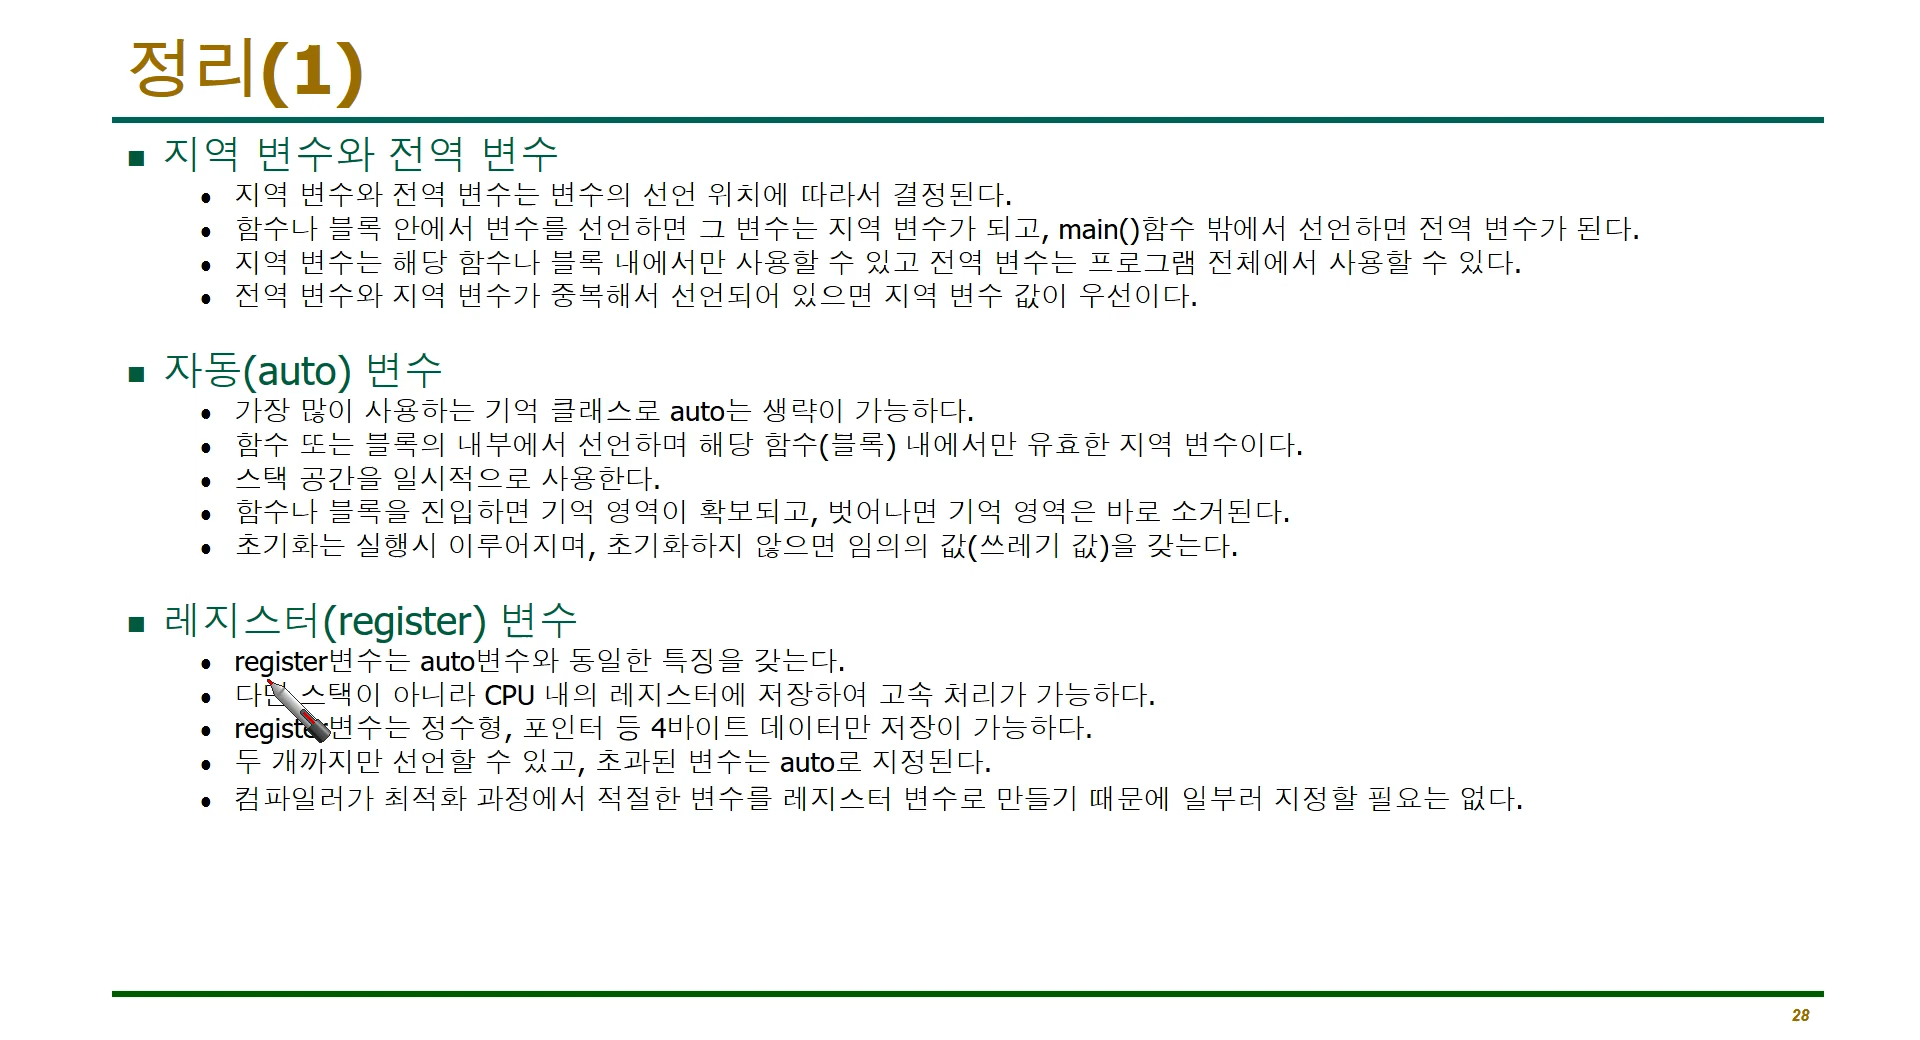 정리(1)
■ 지역 변수와 전역 변수
● 지역 변수와 전역 변수는 변수의 선언 위치에 따라서 결정된다.
● 함수나 블록 안에서 변수를 선언하면 그 변수는 지역 변수가 되고, main()함수 밖에서 선언하면 전역 변수가 된다.
● 지역 변수는 해당 함수나 블록 내에서만 사용할 수 있고 전역 변수는 프로그램 전체에서 사용할 수 있다.
● 전역 변수와 지역 변수가 중복해서 선언되어 있으면 지역 변수 값이 우선이다.
■ 자동(auto) 변수
● 가장 많이 사용하는 기억 클래스로 auto는 생략이 가능하다.
● 함수 또는 블록의 내부에서 선언하며 해당 함수(블록) 내에서만 유효한 지역 변수이다.
● 스택 공간을 일시적으로 사용한다.
● 함수나 블록을 진입하면 기억 영역이 확보되고, 벗어나면 기억 영역은 바로 소거된다.
● 초기화는 실행시 이루어지며, 초기화하지 않으면 임의의 값(쓰레기 값)을 갖는다.
■ 레지스터(register) 변수
● register변수는 auto변수와 동일한 특징을 갖는다.
● 다면 스택이 아니라 CPU 내의 레지스터에 저장하여 고속 처리가 가능하다.
● register변수는 정수형, 포인터 등 4바이트 데이터만 저장이 가능하다.
● 두 개까지만 선언할 수 있고, 초과된 변수는 auto로 지정된다.
● 컴파일러가 최적화 과정에서 적절한 변수를 레지스터 변수로 만들기 때문에 일부러 지정할 필요는 없다.
28